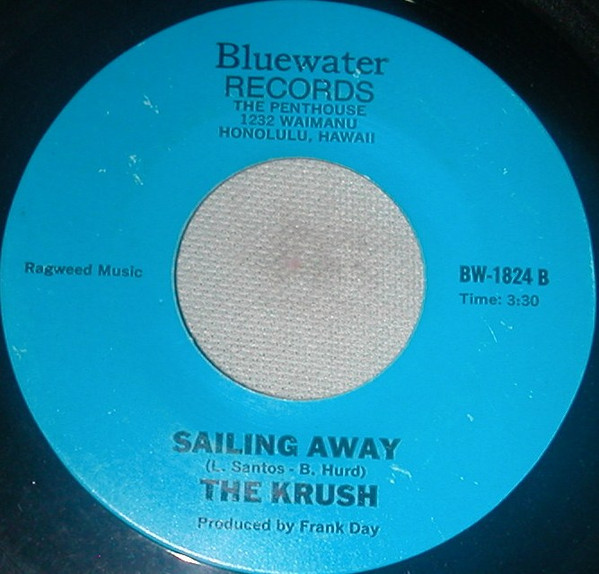 Bluewater
RECORDS
THE PENTHOUSE
1232 WAIMANU
HONOLULU, HAWAII
Ragweed Music
BW-1824 B
Time: 3:30
SAILING AWAY
(L. Santos - B. Hurd)
THE KRUSH
Produced by Frank Day